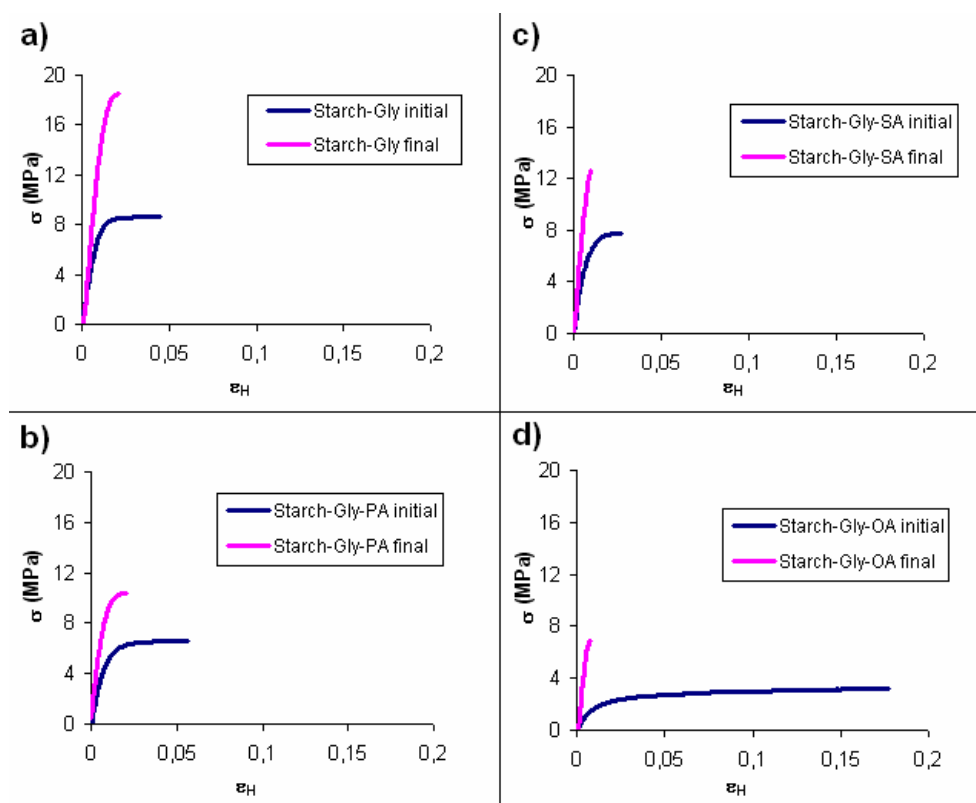 a)
20
16
12
8
4
0
σ (MPa)
Starch-Gly initial
Starch-Gly final
0 0,05 0,1 0,15 0,2
εH
c)
20
16
12
8
4
0
σ (MPa)
Starch-Gly-SA initial
Starch-Gly-SA final
0 0,05 0,1 0,15 0,2
εH
b)
20
16
12
8
4
0
σ (MPa)
Starch-Gly-PA initial
Starch-Gly-PA final
0 0,05 0,1 0,15 0,2
εH
d)
20
16
12
8
4
0
σ (MPa)
Starch-Gly-OA initial
Starch-Gly-OA final
0 0,05 0,1 0,15 0,2
εH